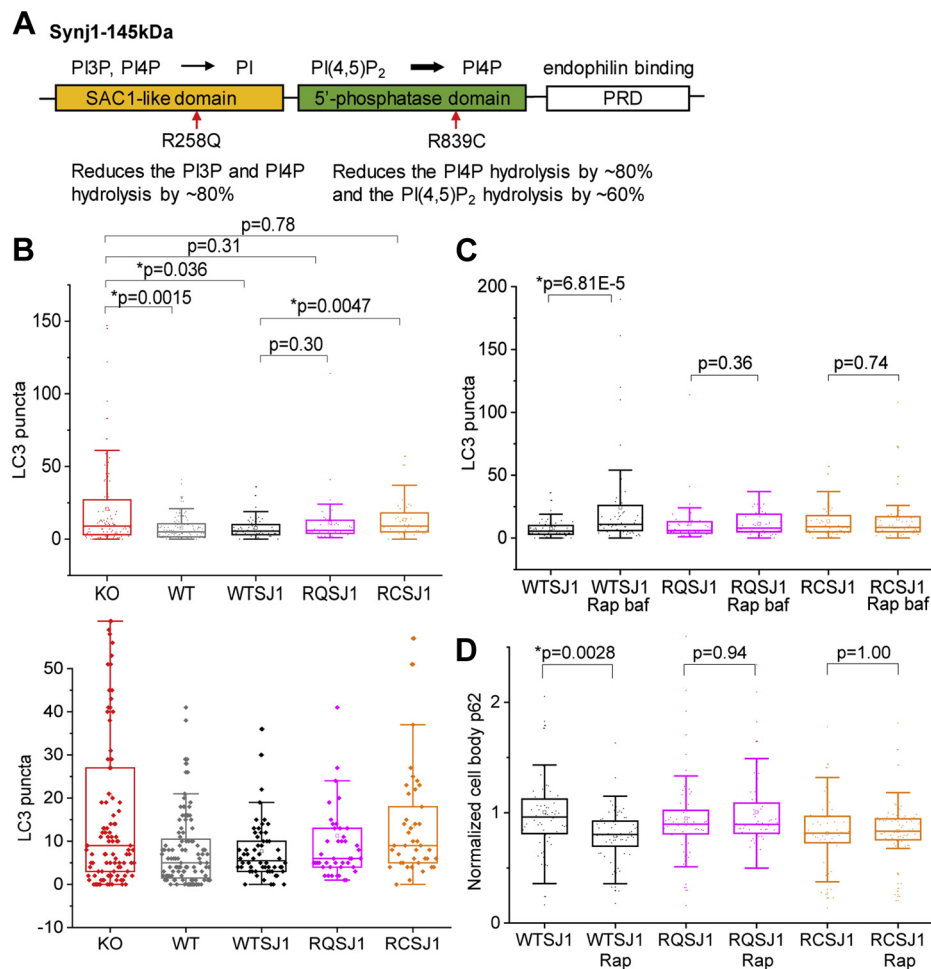 A Synj1-145kDa
PI3P, PI4P → PI
PI(4,5)P2 → PI4P
endophilin binding
SAC1-like domain
5'-phosphatase domain
PRD
R258Q
R839C
Reduces the PI3P and PI4P
hydrolysis by ~80%
Reduces the PI4P hydrolysis by ~80%
and the PI(4,5)P2 hydrolysis by ~60%
B
p=0.78
p=0.31
*p=0.036
*p=0.0015
*p=0.0047
p=0.30
LC3 puncta
150
100
50
0
KO WT WTSJ1 RQSJ1 RCSJ1
LC3 puncta
50
40
30
20
10
0
-10
KO WT WTSJ1 RQSJ1 RCSJ1
C
*p=6.81E-5
p=0.36
p=0.74
LC3 puncta
200
150
100
50
0
WTSJ1 WTSJ1 RQSJ1 RQSJ1 RCSJ1 RCSJ1
Rap baf Rap baf Rap baf
D
*p=0.0028
p=0.94
p=1.00
Normalized cell body p62
2
1
0
WTSJ1 WTSJ1 RQSJ1 RQSJ1 RCSJ1 RCSJ1
Rap Rap Rap